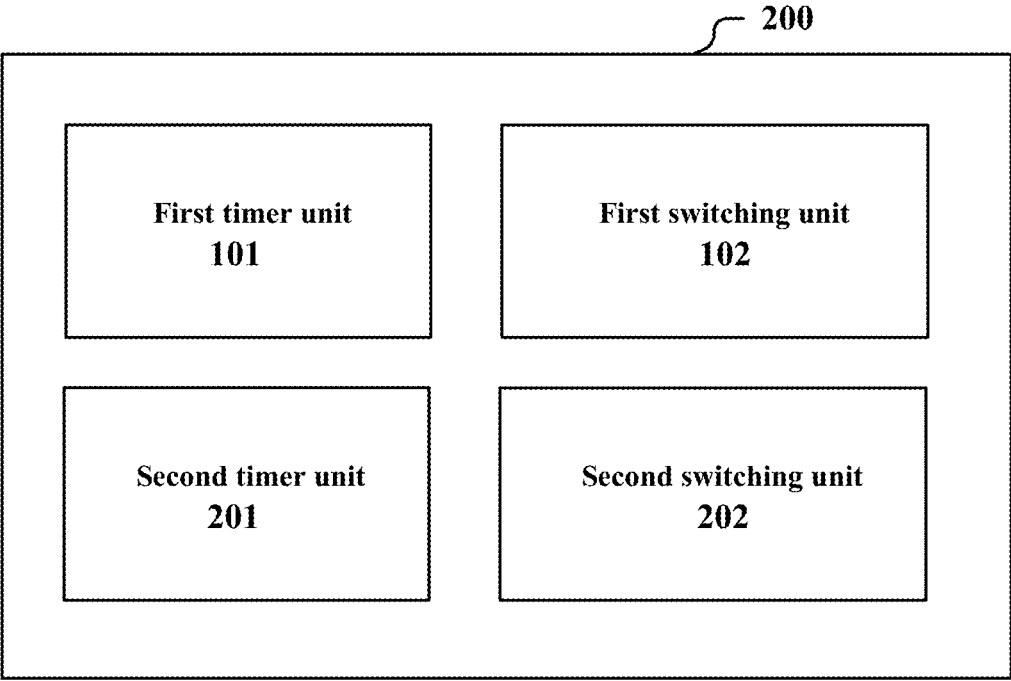 200
First timer unit
101
First switching unit
102
Second timer unit
201
Second switching unit
202